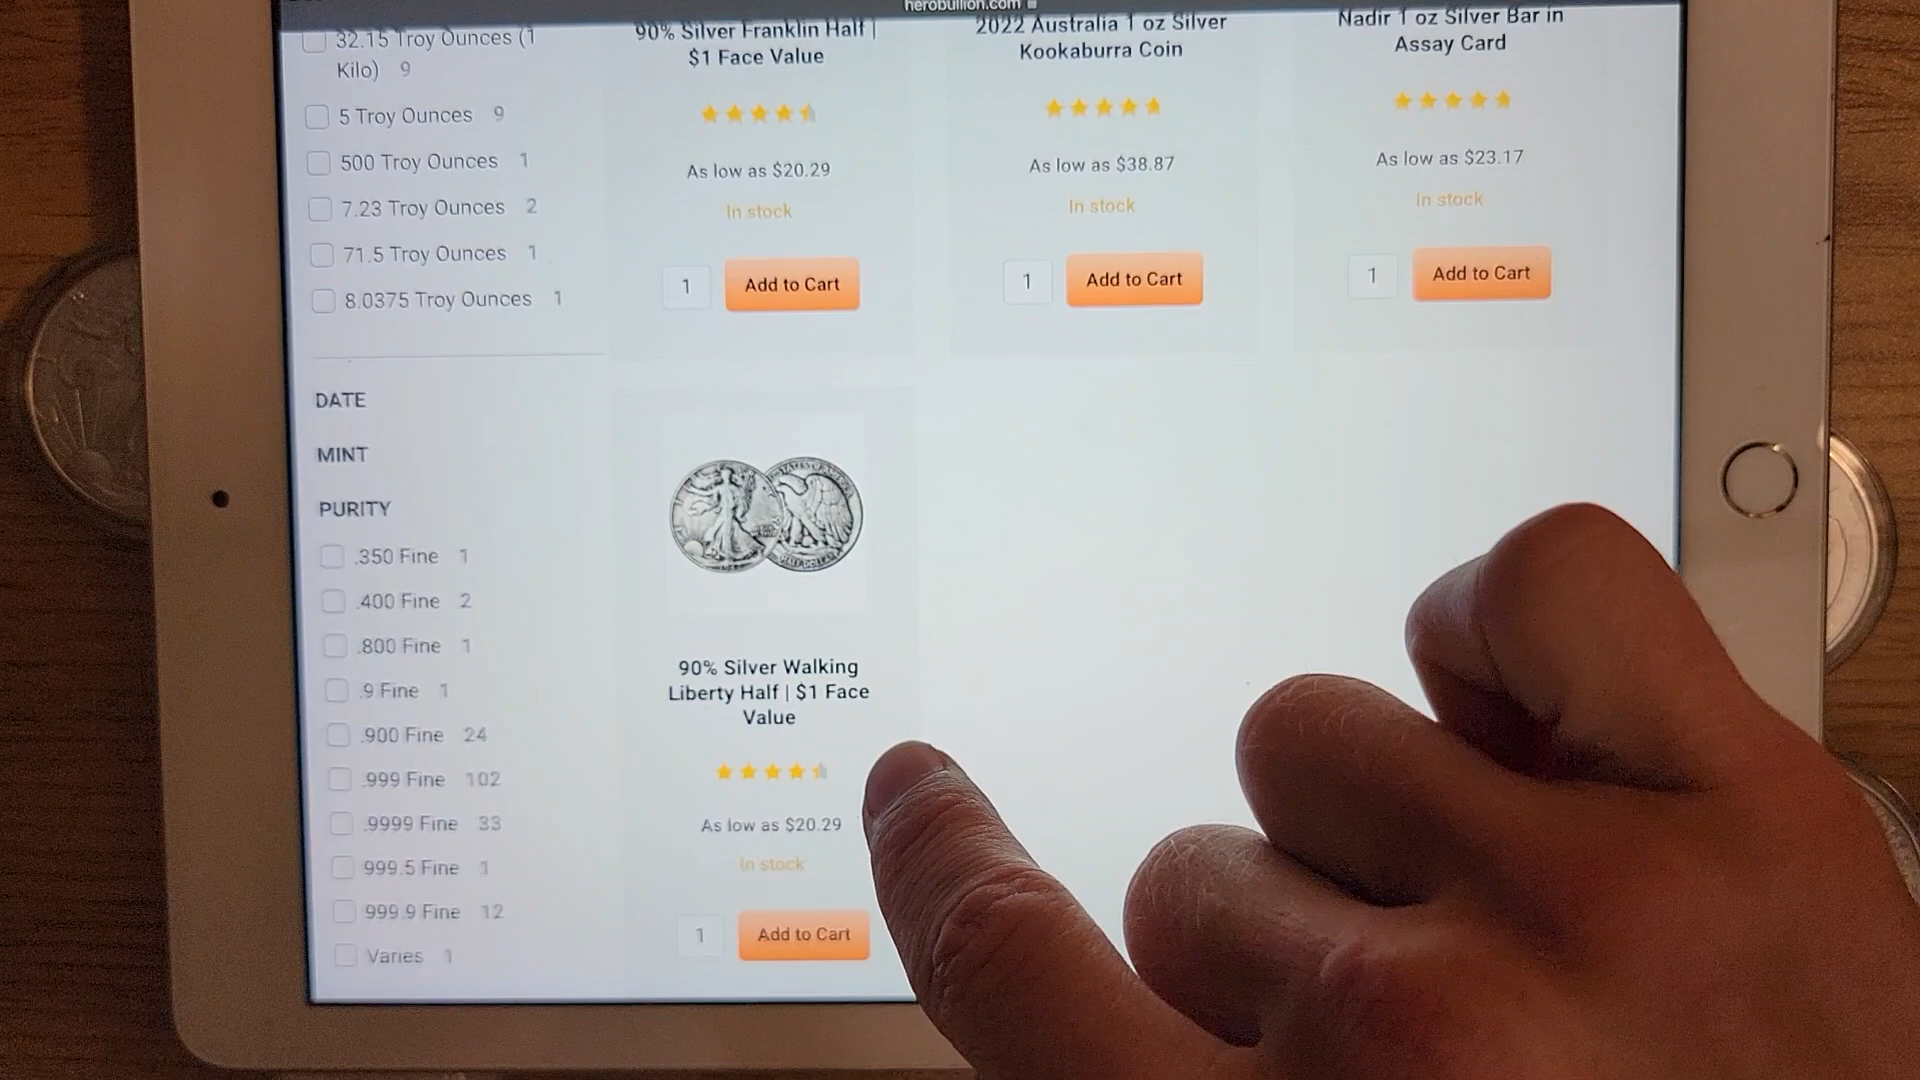 herobullion.com
32.15 Troy Ounces (1
Kilo) 9
5 Troy Ounces 9
500 Troy Ounces 1
7.23 Troy Ounces 2
71.5 Troy Ounces 1
8.0375 Troy Ounces 1
DATE
MINT
PURITY
.350 Fine 1
.400 Fine 2
.800 Fine 1
.9 Fine 1
.900 Fine 24
.999 Fine 102
.9999 Fine 33
999.5 Fine 1
999.9 Fine 12
Varies 1
90% Silver Franklin Half |
$1 Face Value
As low as $20.29
In stock
1 Add to Cart
2022 Australia 1 oz Silver
Kookaburra Coin
As low as $38.87
In stock
1 Add to Cart
Nadir 1 oz Silver Bar in
Assay Card
As low as $23.17
In stock
1 Add to Cart
HALF DOLLAR
90% Silver Walking
Liberty Half | $1 Face
Value
As low as $20.29
In stock
1 Add to Cart